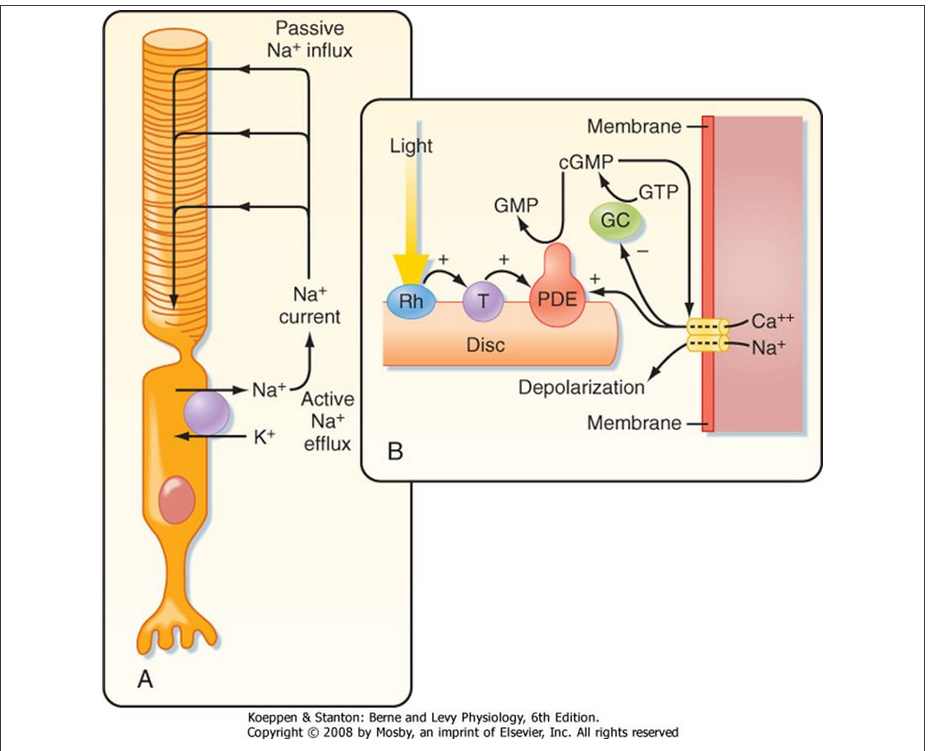 Passive
Na⁺ influx
Na⁺
current
Na⁺
Active
Na⁺
efflux
K⁺
A
Light
Membrane
cGMP
GTP
GMP
GC
–
+
+
+
Rh
T
PDE
Disc
Ca⁺⁺
Na⁺
Depolarization
Membrane
B
Koeppen & Stanton: Berne and Levy Physiology, 6th Edition.
Copyright © 2008 by Mosby, an imprint of Elsevier, Inc. All rights reserved